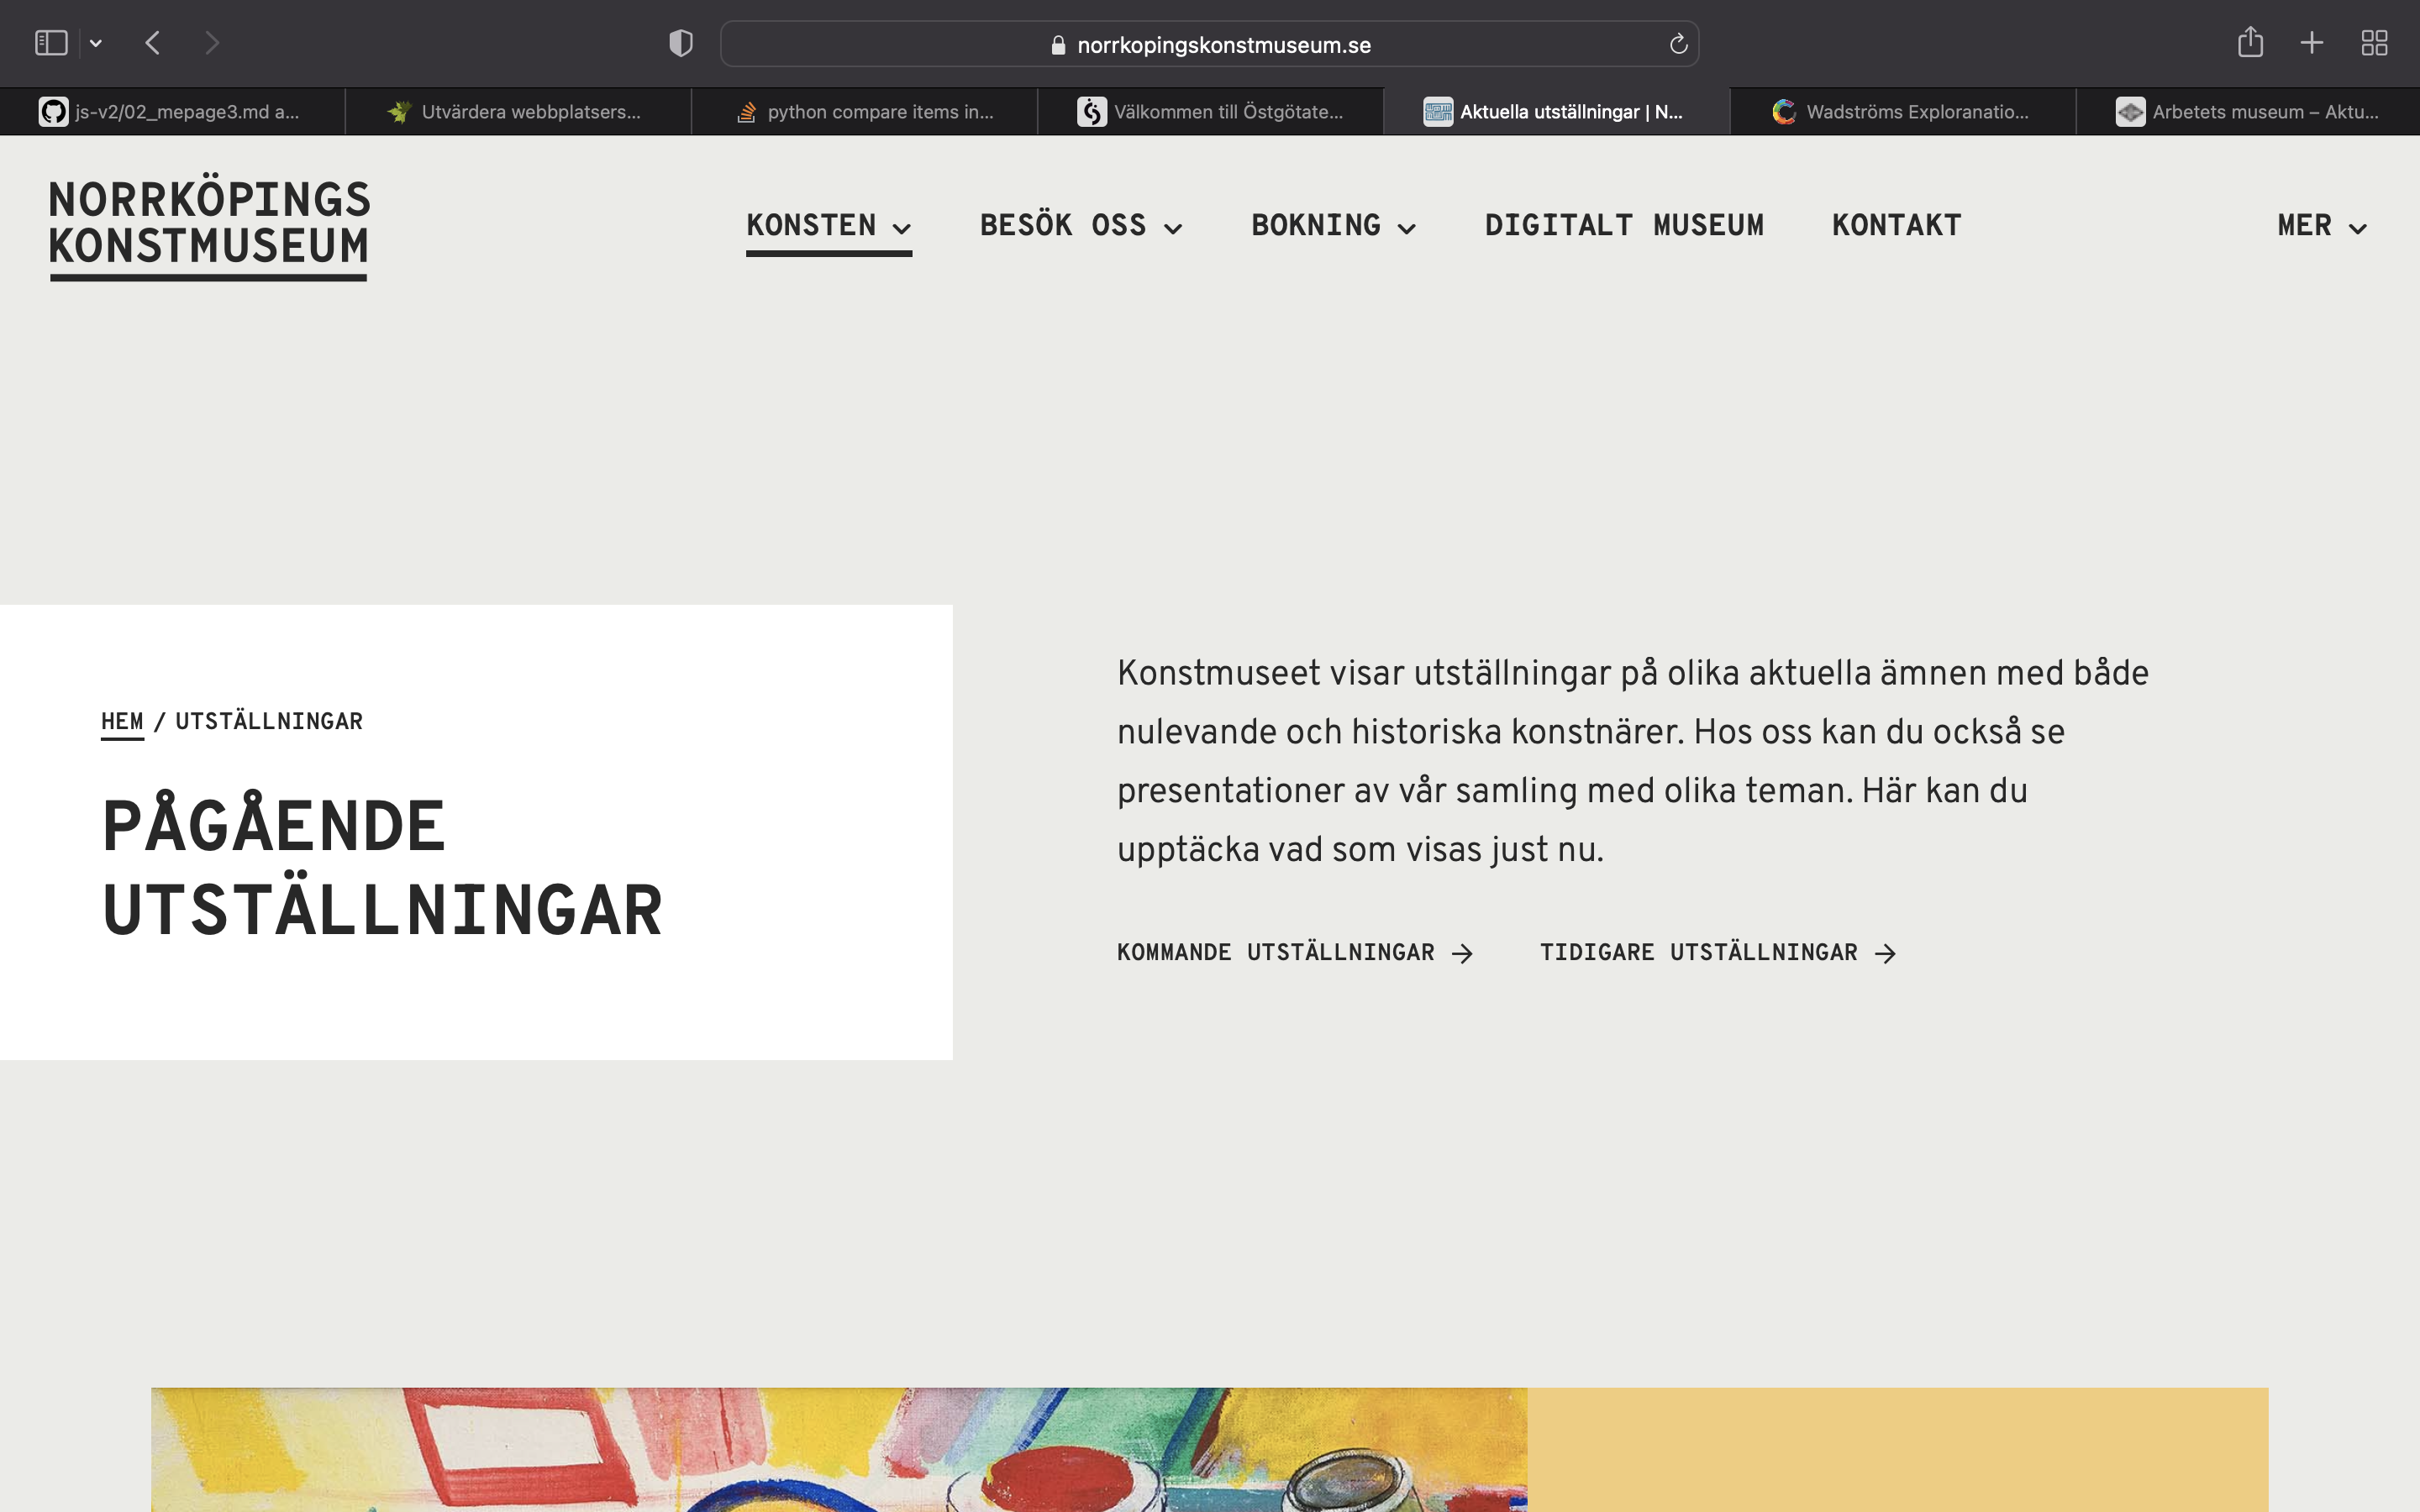 norrkopingskonstmuseum.se
js-v2/02_mepage3.md a...
Utvärdera webbplatsers...
python compare items in...
Välkommen till Östgötate...
Aktuella utställningar | N...
Wadströms Exploranatio...
Arbetets museum – Aktu...
NORRKÖPINGS
KONSTMUSEUM
KONSTEN
BESÖK OSS
BOKNING
DIGITALT MUSEUM
KONTAKT
MER
HEM / UTSTÄLLNINGAR
PÅGÅENDE
UTSTÄLLNINGAR
Konstmuseet visar utställningar på olika aktuella ämnen med både
nulevande och historiska konstnärer. Hos oss kan du också se
presentationer av vår samling med olika teman. Här kan du
upptäcka vad som visas just nu.
KOMMANDE UTSTÄLLNINGAR →
TIDIGARE UTSTÄLLNINGAR →